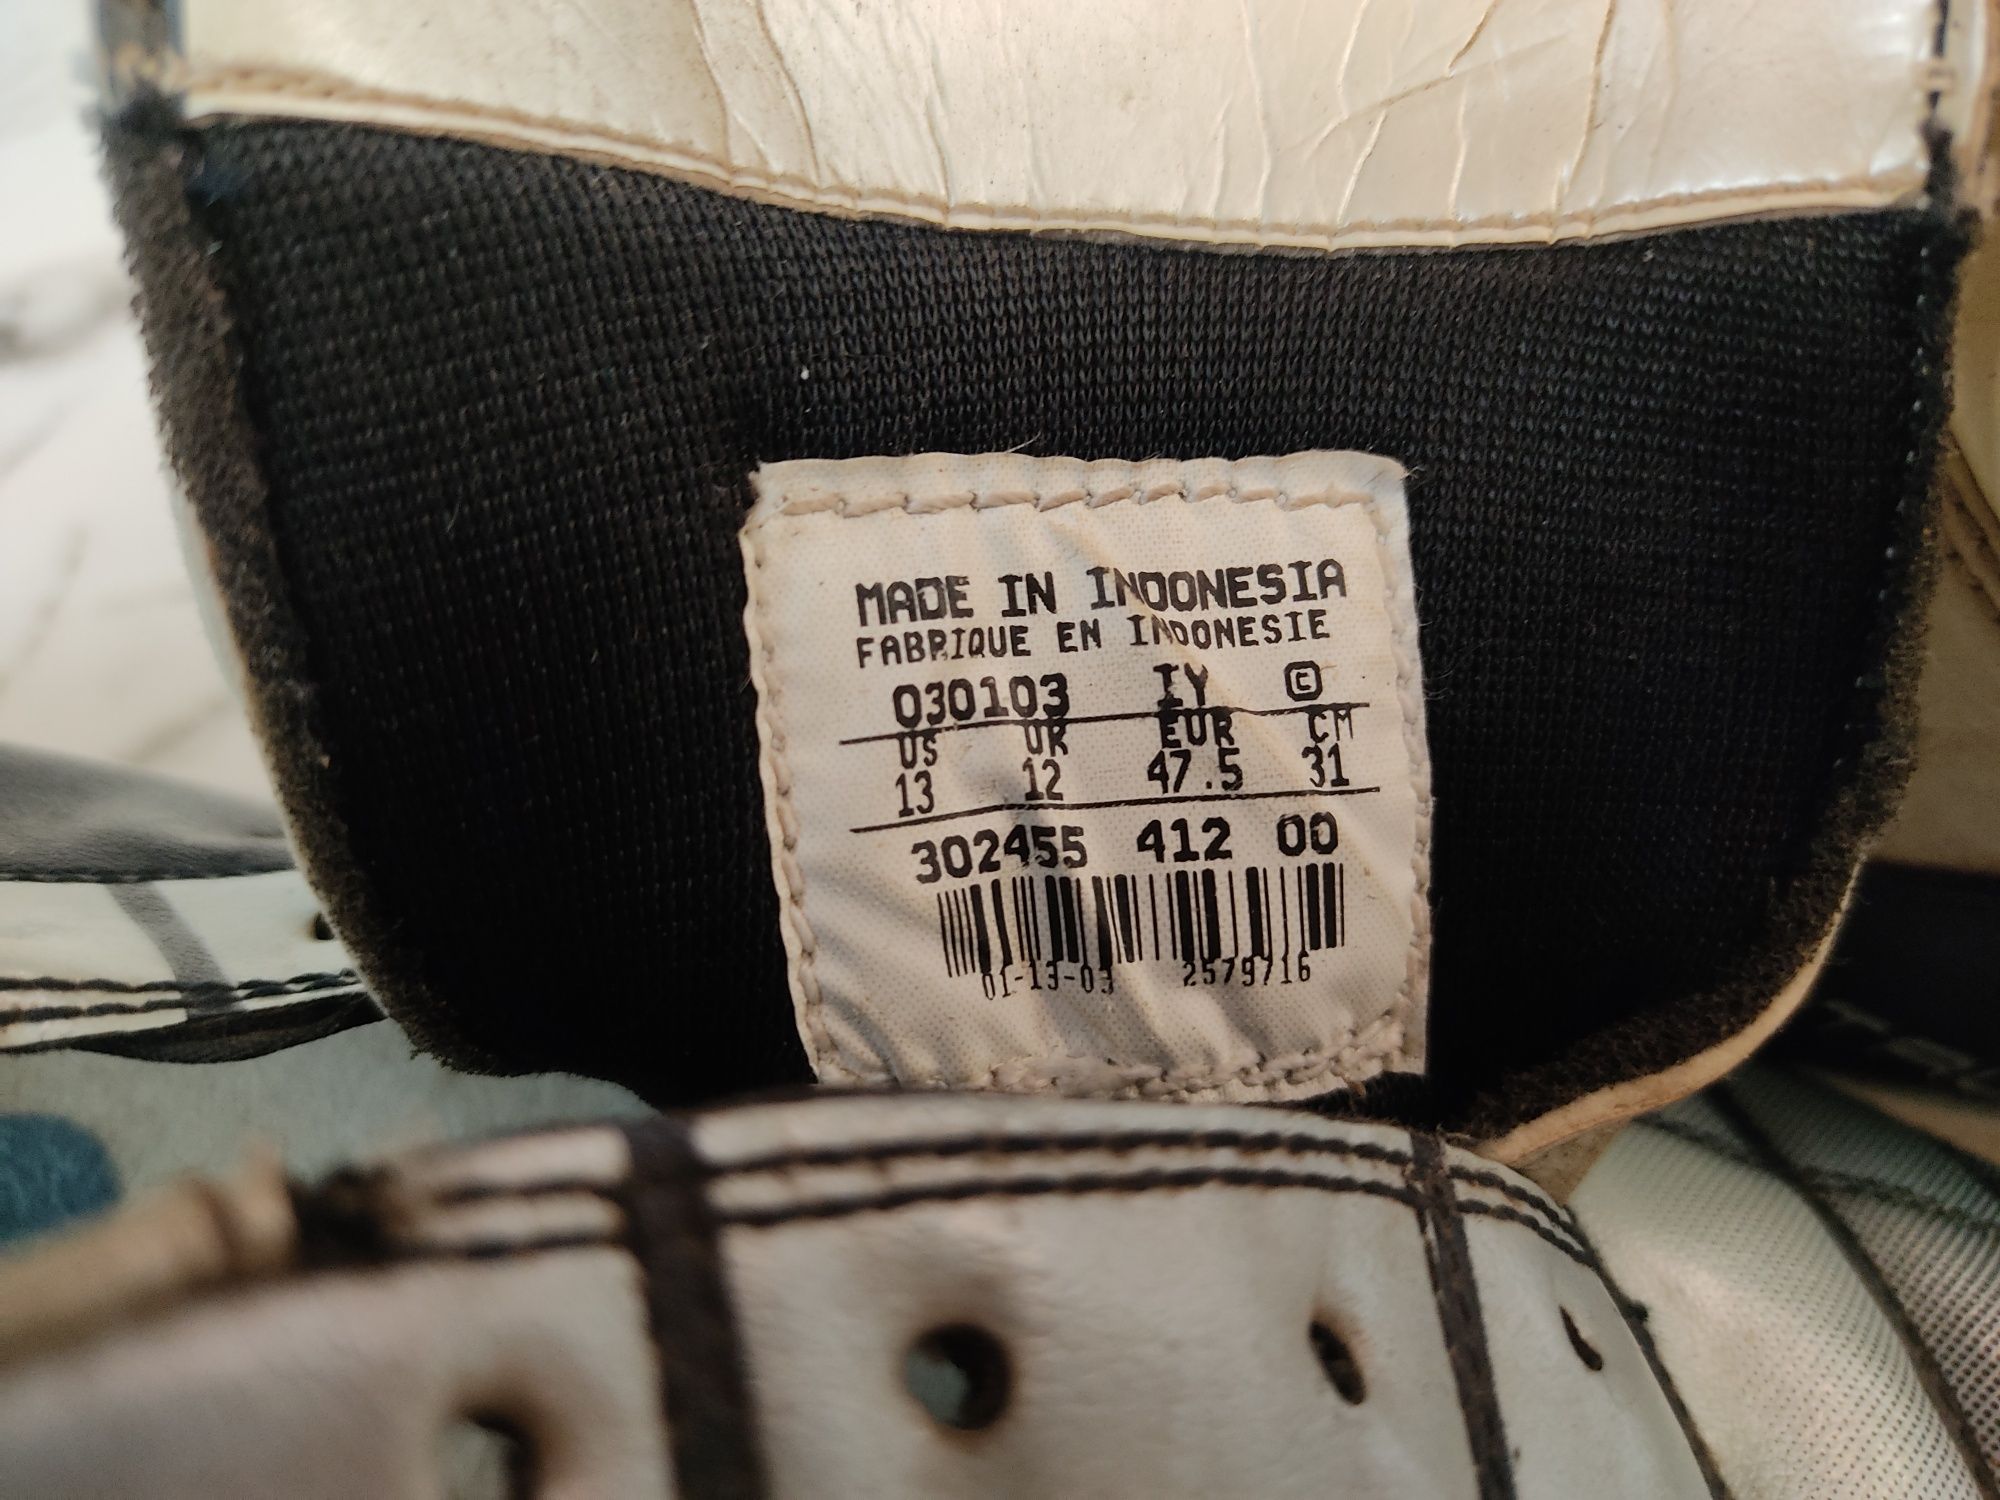 MADE IN INDONESIA
FABRIQUE EN INDONESIE
030103 IY ©
US UK EUR CM
13 12 47.5 31
302455 412 00
01-13-03 2579716